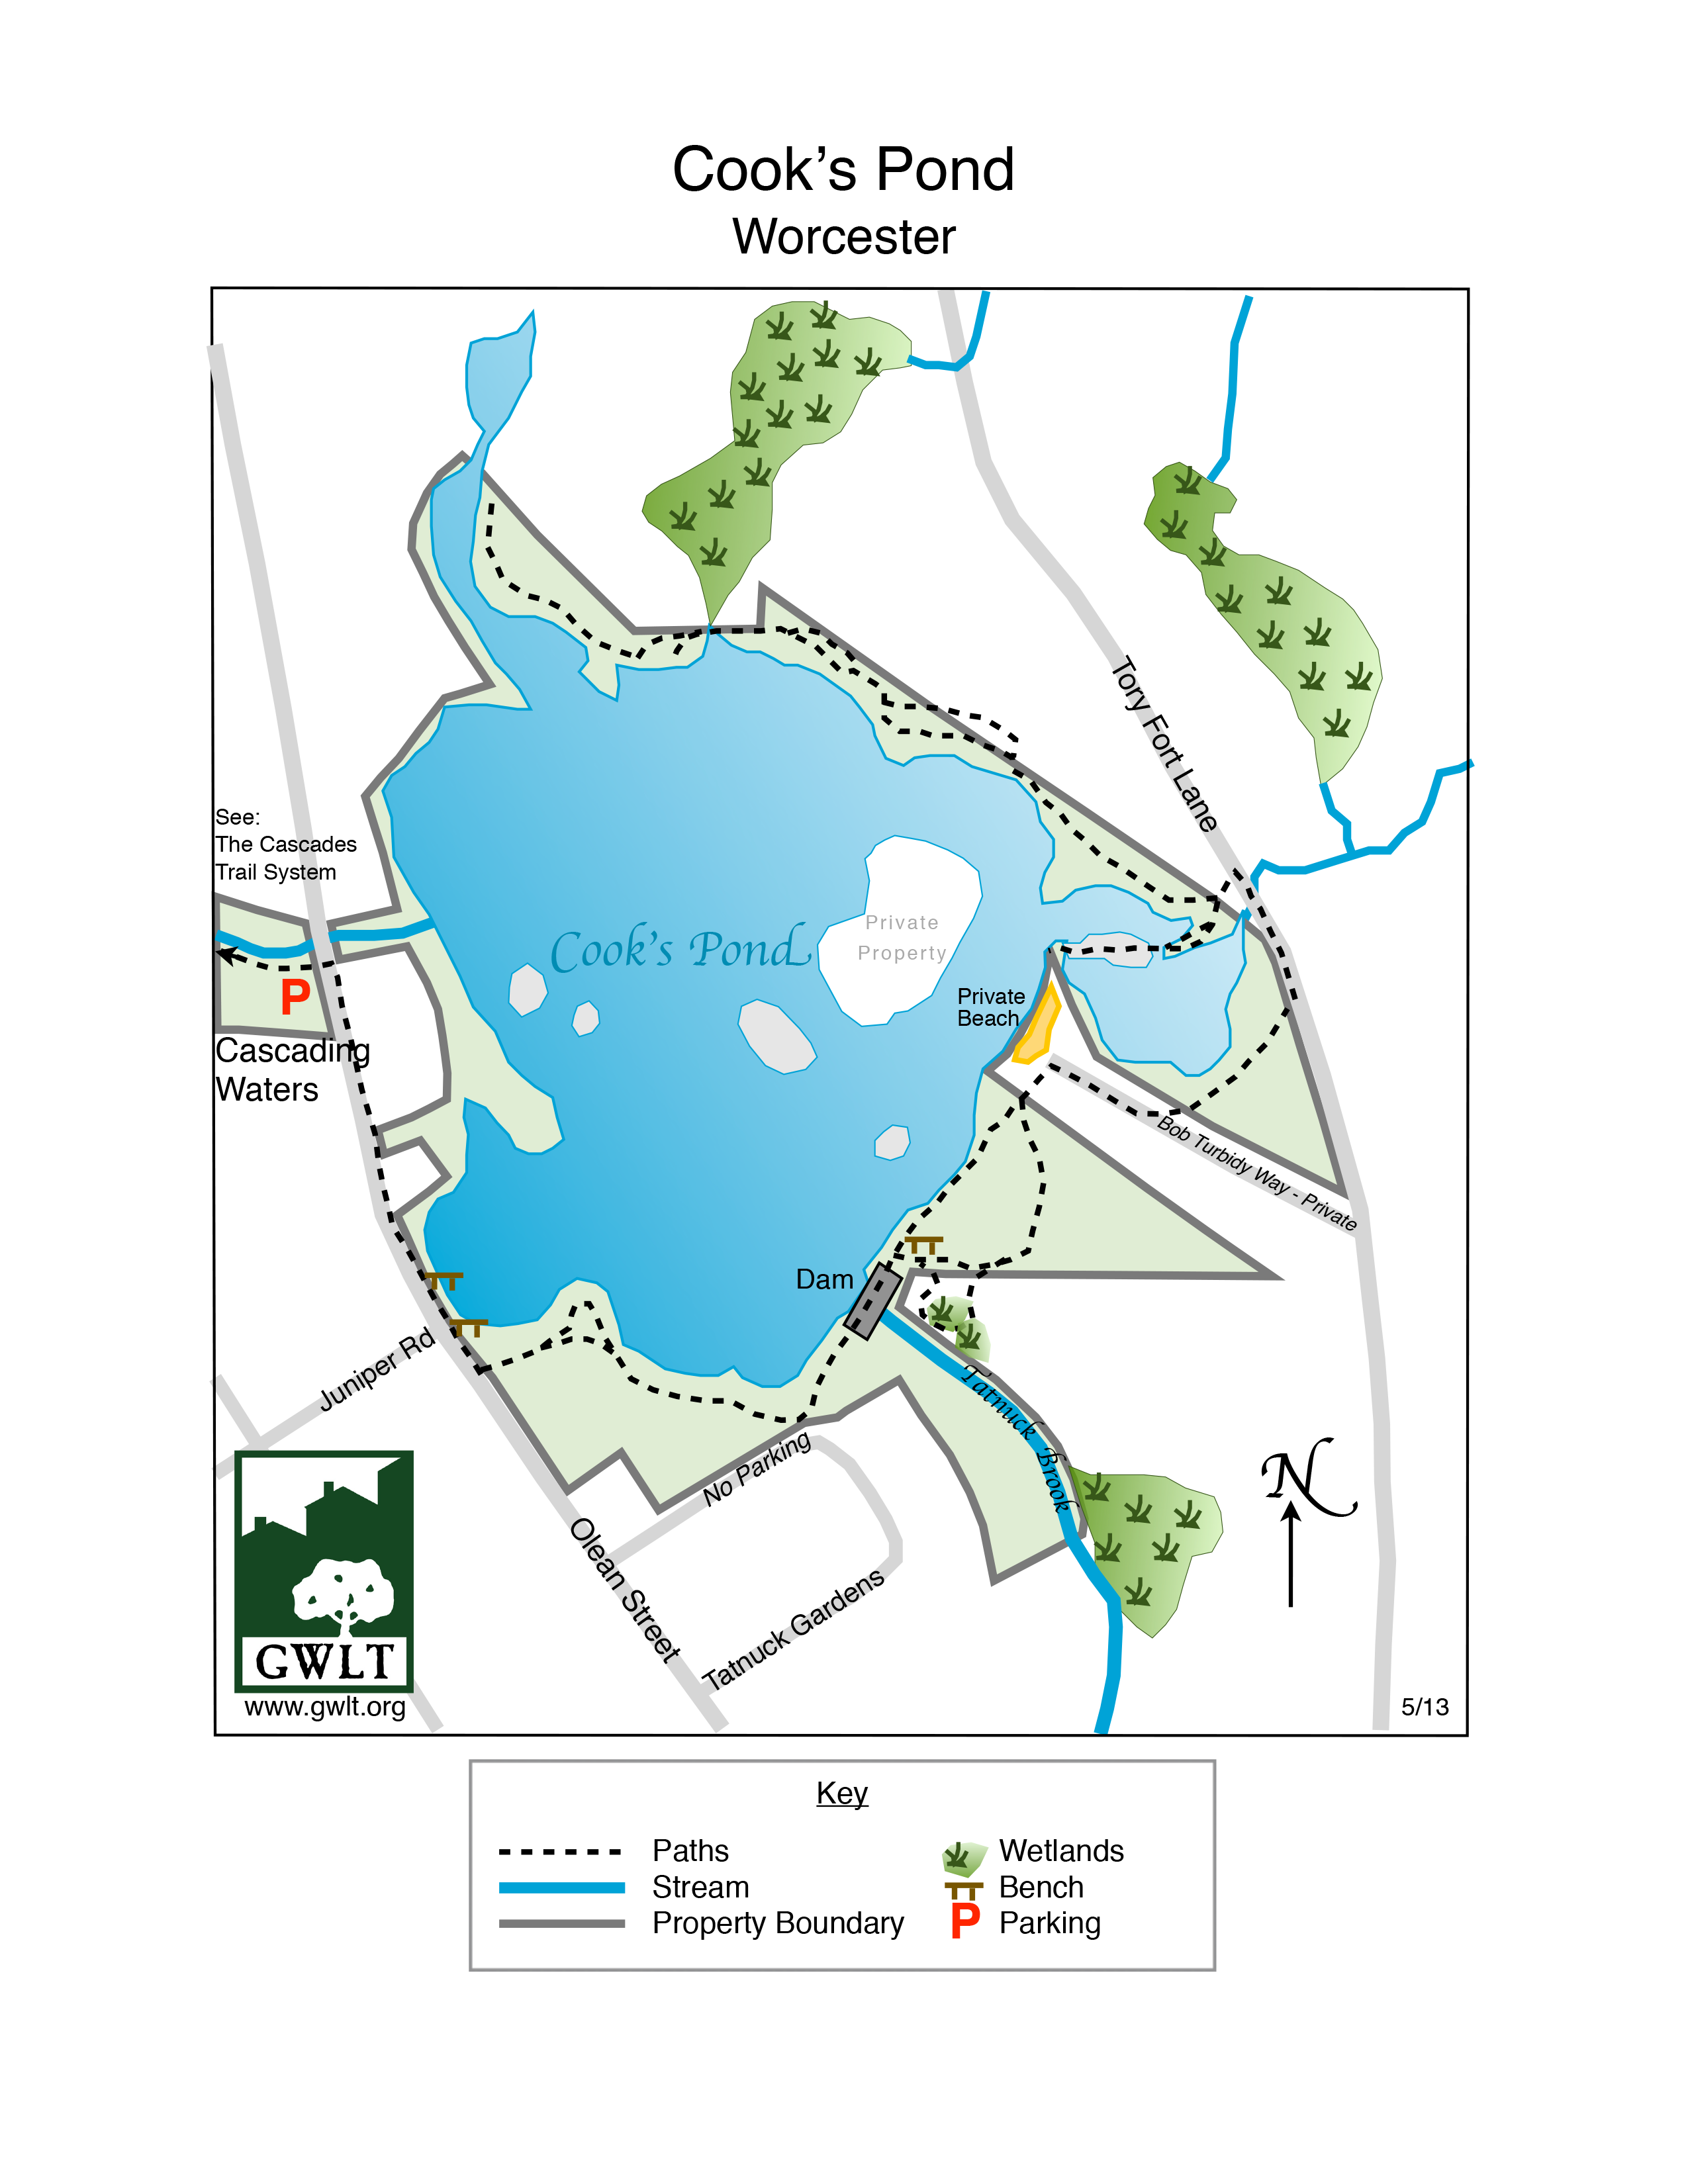 Cook’s Pond
Worcester
Tory Fort Lane
See:
The Cascades
Trail System
Cook's Pond
Private
Property
Private
Beach
P
Cascading
Waters
Bob Turbidy Way - Private
Dam
Juniper Rd
Tatnuck Brook
No Parking
N
Olean Street
Tatnuck Gardens
GWLT
www.gwlt.org
5/13
Key
Paths
Wetlands
Stream
Bench
Property Boundary
P
Parking